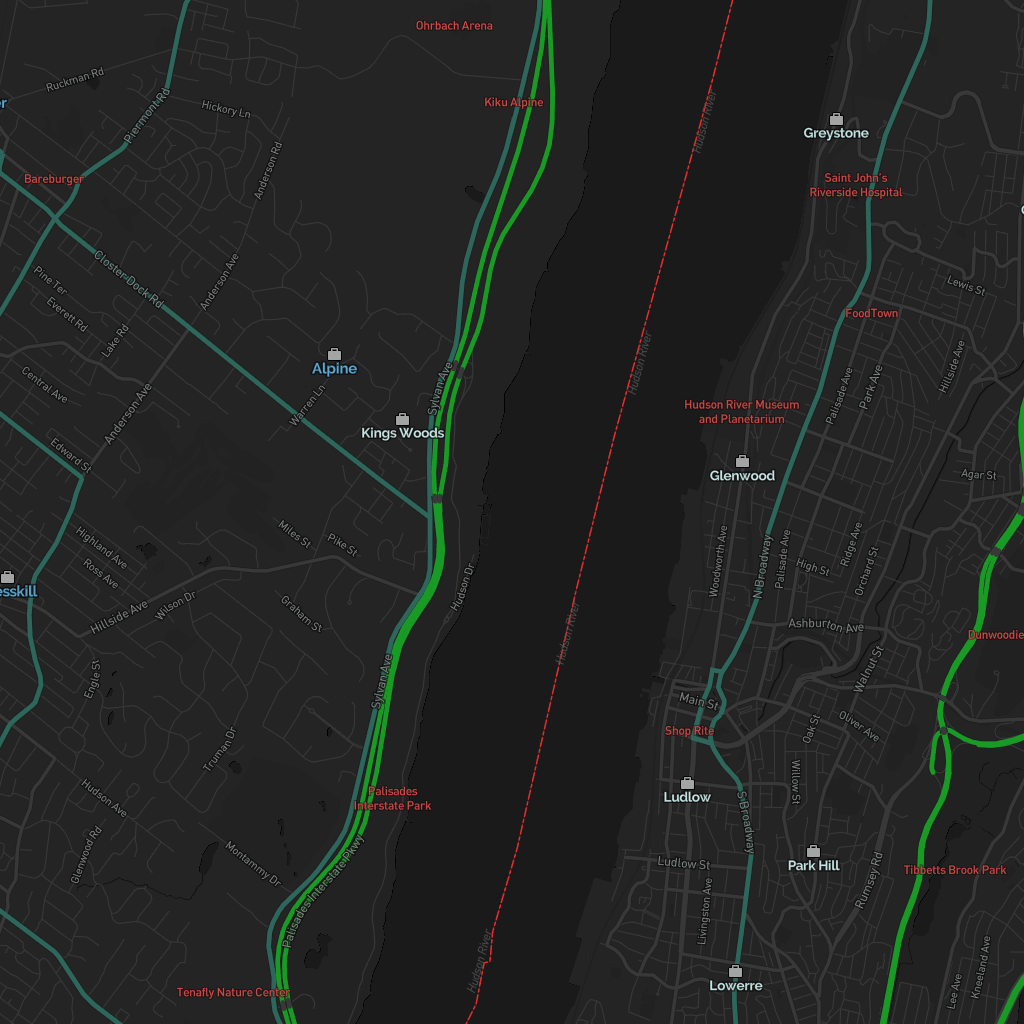 Ohrbach Arena
Ruckman Rd
Kiku Alpine
Hickory Ln
Piermont Rd
Hudson River
Greystone
Anderson Rd
Bareburger
Saint John's
Riverside Hospital
Closter Dock Rd
Pine Ter
Anderson Ave
Lewis St
Everett Rd
FoodTown
Lake Rd
Hudson River
Alpine
Hillside Ave
Central Ave
Sylvan Ave
Palisade Ave
Park Ave
Warren Ln
Anderson Ave
Hudson River Museum
and Planetarium
Kings Woods
Edward St
Glenwood
Agar St
Miles St
Pike St
Highland Ave
Woodworth Ave
Palisade Ave
Ridge Ave
N Broadway
High St
Orchard St
Ross Ave
Hudson Dr
esskill
Wilson Dr
Hillside Ave
Graham St
Hudson River
Ashburton Ave
Dunwoodie
Engle St
Sylvan Ave
Walnut St
Main St
Oliver Ave
Oak St
Shop Rite
Truman Dr
Hudson Ave
Palisades
Interstate Park
Ludlow
Willow St
S Broadway
Glenwood Rd
Montammy Dr
Palisades Interstate Pkwy
Ludlow St
Park Hill
Rumsey Rd
Tibbetts Brook Park
Livingston Ave
Hudson River
Lowerre
Lee Ave
Kneeland Ave
Tenafly Nature Center